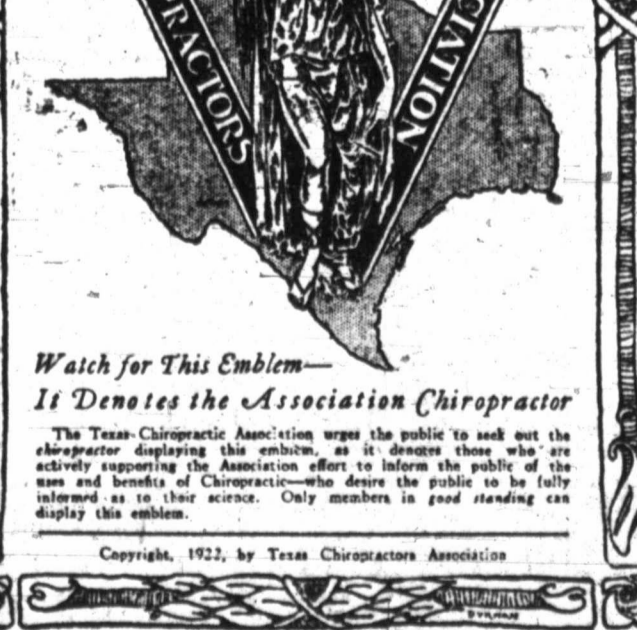 PRACTORS
CIATION
Watch for This Emblem—
It Denotes the Association Chiropractor
The Texas Chiropractic Association urges the public to seek out the
chiropractor displaying this emblem, as it denotes those who are
actively supporting the Association effort to inform the public of the
uses and benefits of Chiropractic—who desire the public to be fully
informed as to their science. Only members in good standing can
display this emblem.
Copyright, 1922, by Texas Chiropractors Association